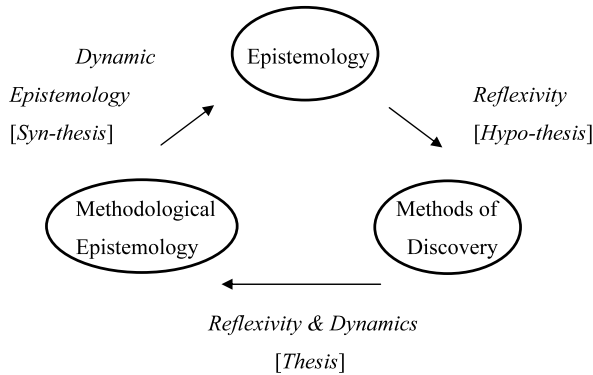 Dynamic
Epistemology
[Syn-thesis]
Epistemology
Reflexivity
[Hypo-thesis]
Methodological
Epistemology
Methods of
Discovery
Reflexivity & Dynamics
[Thesis]